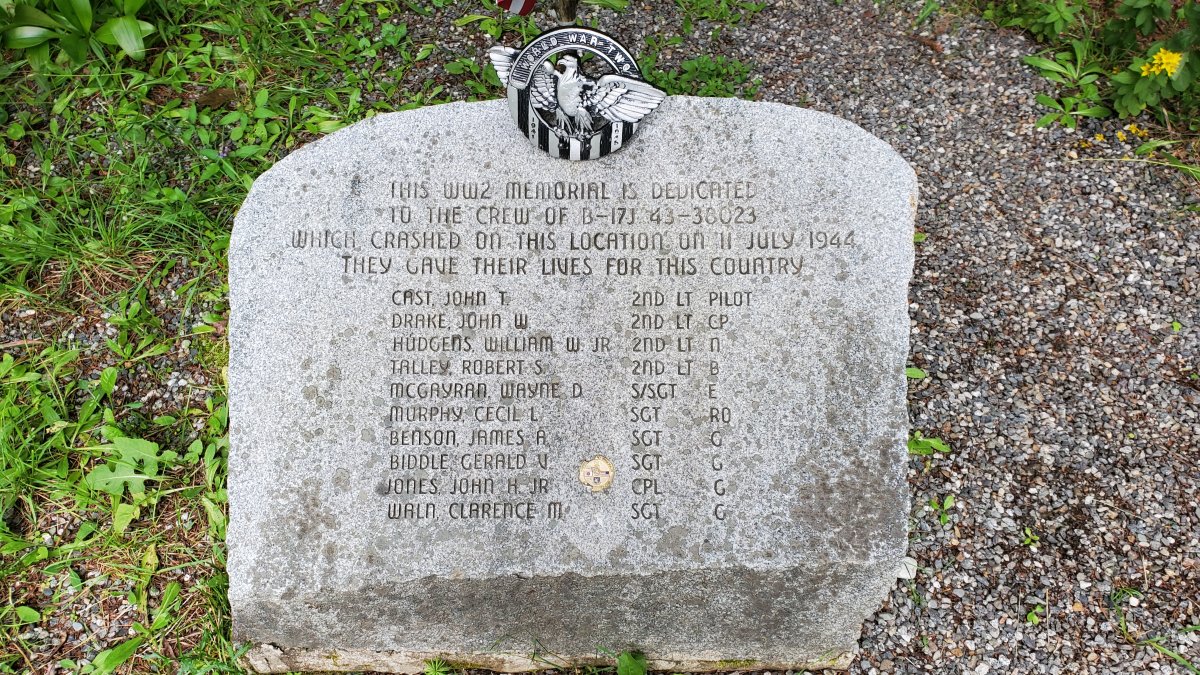 WORLD WAR TWO
1941 1945
THIS WW2 MEMORIAL IS DEDICATED
TO THE CREW OF B-17J 43-38023
WHICH CRASHED ON THIS LOCATION ON 11 JULY 1944
THEY GAVE THEIR LIVES FOR THIS COUNTRY
CAST, JOHN T. 2ND LT PILOT
DRAKE, JOHN W. 2ND LT CP
HUDGENS, WILLIAM W. JR 2ND LT N
TALLEY, ROBERT S. 2ND LT B
MCGAYRAN, WAYNE D. S/SGT E
MURPHY, CECIL L. SGT RO
BENSON, JAMES A. SGT G
BIDDLE, GERALD V. SGT G
JONES, JOHN H. JR CPL G
WALN, CLARENCE M. SGT G